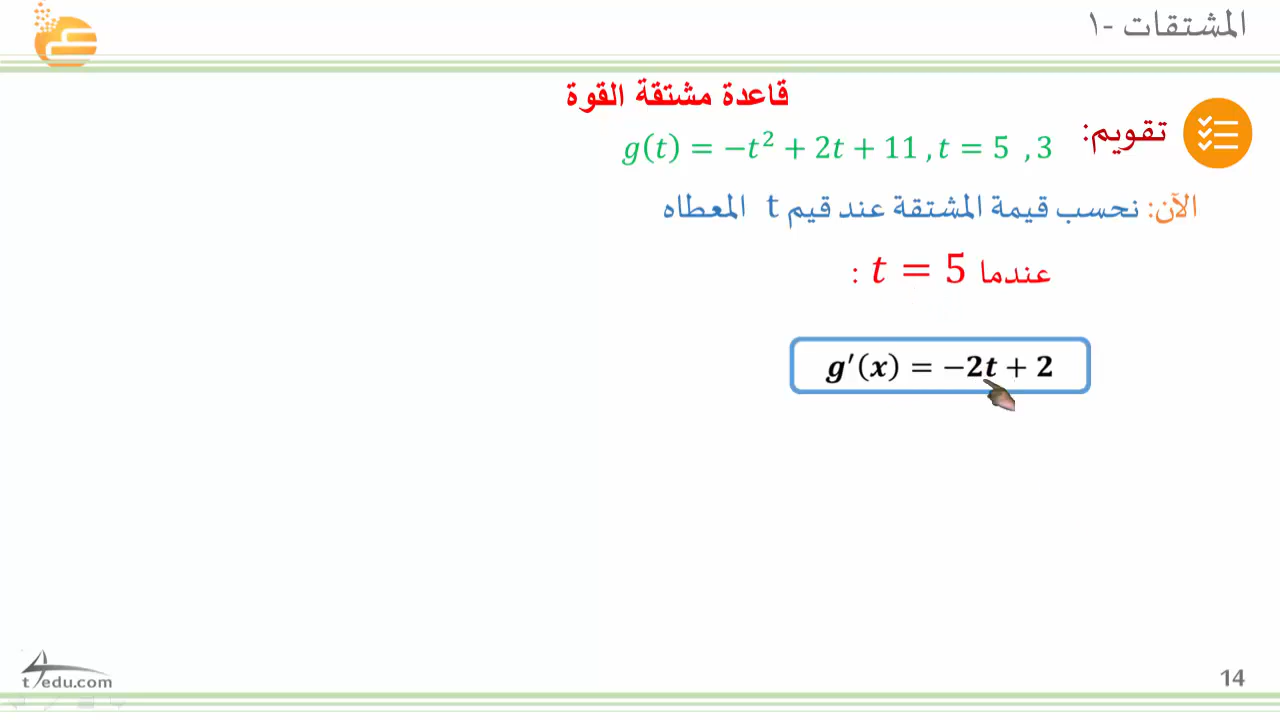 المشتقات -١
قاعدة مشتقة القوة
تقويم:
g(t) = −t² + 2t + 11 , t = 5 , 3
الآن: نحسب قيمة المشتقة عند قيم t المعطاه
عندما t = 5 :
g′(x) = −2t + 2
t4edu.com
14